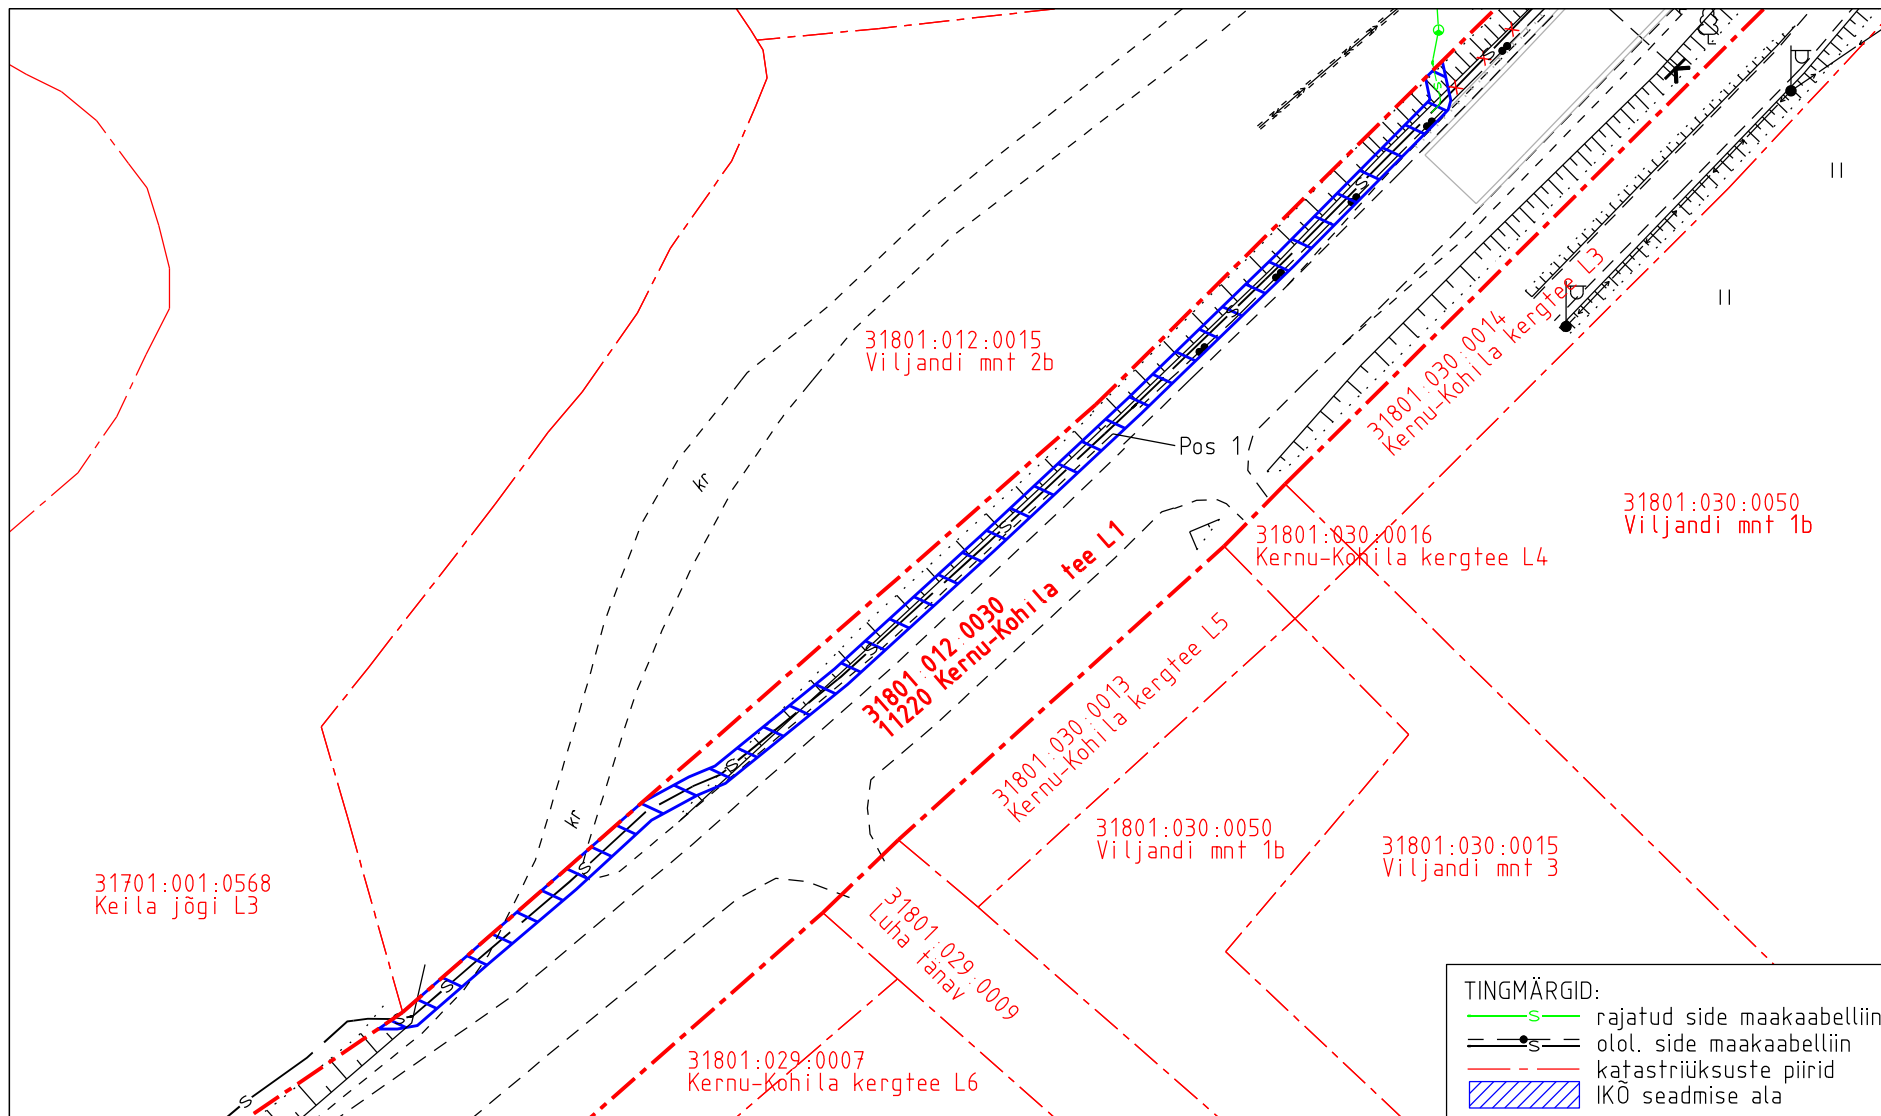 31801:012:0015
Viljandi mnt 2b
kr
Pos 1
31801:030:0014
Kernu-Kohila kergtee L3
31801:030:0050
Viljandi mnt 1b
31801:030:0016
Kernu-Kohila kergtee L4
31801:012:0030
11220 Kernu-Kohila tee L1
31801:030:0013
Kernu-Kohila kergtee L5
kr
31801:030:0050
Viljandi mnt 1b
31801:030:0015
Viljandi mnt 3
31701:001:0568
Keila jõgi L3
31801:029:0009
Luha tänav
31801:029:0007
Kernu-Kohila kergtee L6
TINGMÄRGID:
S rajatud side maakaabelliin
S olol. side maakaabelliin
katastriüksuste piirid
IKÕ seadmise ala
S
S
S
S
S
S
S
S
S